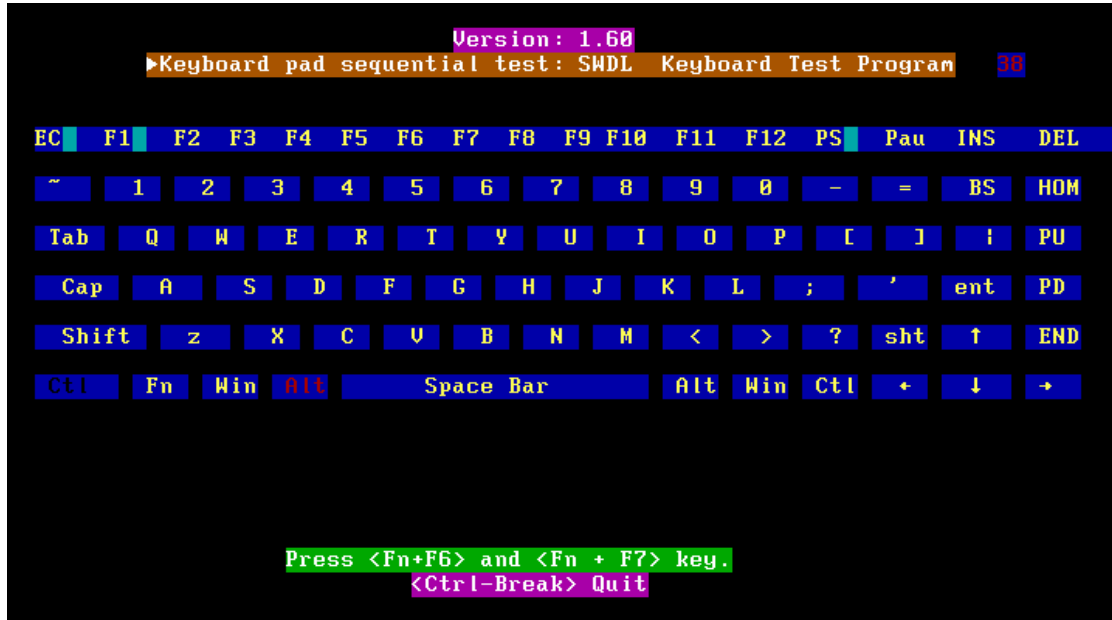 Version: 1.60
►Keyboard pad sequential test: SWDL Keyboard Test Program 38
EC F1 F2 F3 F4 F5 F6 F7 F8 F9 F10 F11 F12 PS Pau INS DEL
~ 1 2 3 4 5 6 7 8 9 0 - = BS HOM
Tab Q W E R T Y U I O P [ ] ¦ PU
Cap A S D F G H J K L ; ' ent PD
Shift z X C V B N M < > ? sht ↑ END
Ctl Fn Win Alt Space Bar Alt Win Ctl ← ↓ →
Press <Fn+F6> and <Fn + F7> key.
<Ctrl-Break> Quit